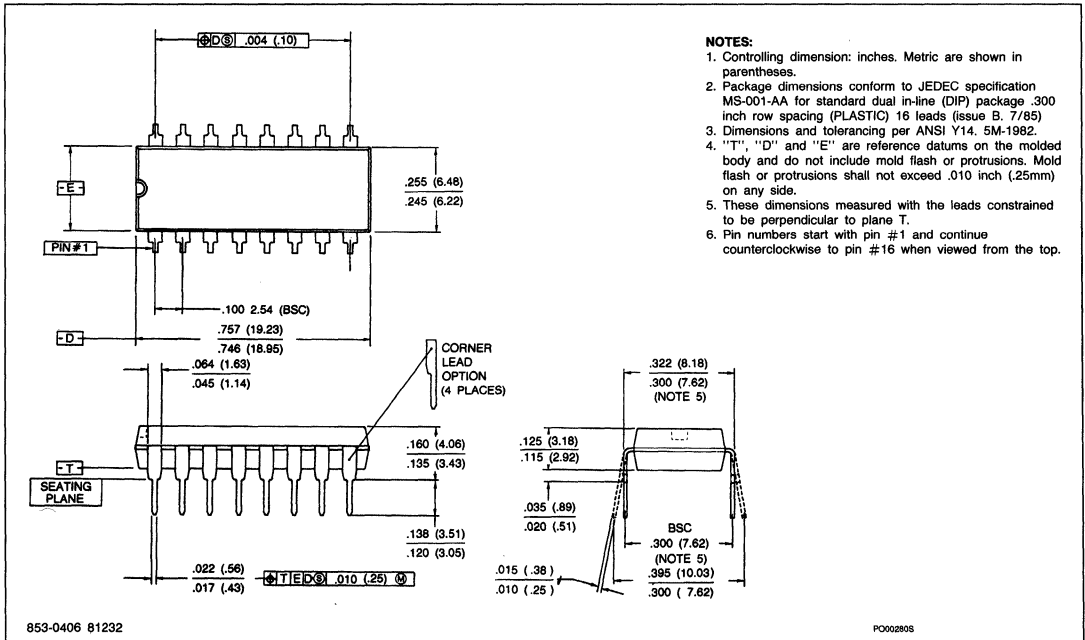 ⌖ D Ⓢ .004 (.10)
-E-
PIN#1
.255 (6.48)
.245 (6.22)
.100 2.54 (BSC)
-D-
.757 (19.23)
.746 (18.95)
.064 (1.63)
.045 (1.14)
CORNER
LEAD
OPTION
(4 PLACES)
.160 (4.06)
.135 (3.43)
-T-
SEATING
PLANE
.138 (3.51)
.120 (3.05)
.022 (.56)
.017 (.43)
⌖ T E D Ⓢ .010 (.25) Ⓜ
NOTES:
1. Controlling dimension: inches. Metric are shown in
parentheses.
2. Package dimensions conform to JEDEC specification
MS-001-AA for standard dual in-line (DIP) package .300
inch row spacing (PLASTIC) 16 leads (issue B. 7/85)
3. Dimensions and tolerancing per ANSI Y14. 5M-1982.
4. "T", "D" and "E" are reference datums on the molded
body and do not include mold flash or protrusions. Mold
flash or protrusions shall not exceed .010 inch (.25mm)
on any side.
5. These dimensions measured with the leads constrained
to be perpendicular to plane T.
6. Pin numbers start with pin #1 and continue
counterclockwise to pin #16 when viewed from the top.
.322 (8.18)
.300 (7.62)
(NOTE 5)
.125 (3.18)
.115 (2.92)
.035 (.89)
.020 (.51)
BSC
.300 (7.62)
(NOTE 5)
.395 (10.03)
.300 ( 7.62)
.015 (.38 )
.010 (.25 )
853-0406 81232
PO00280S